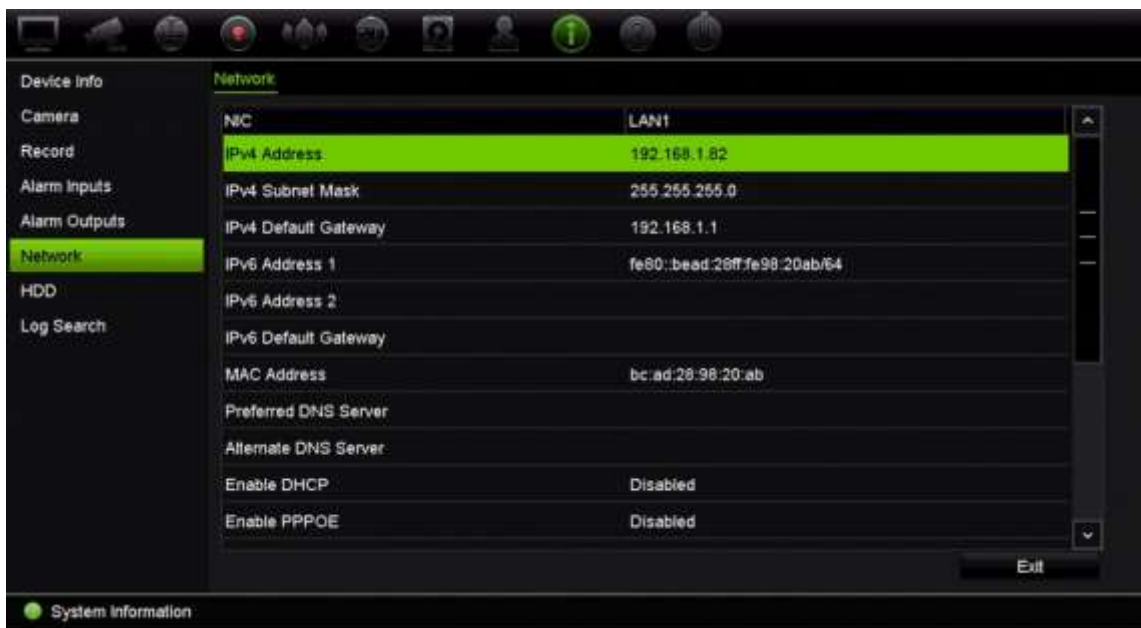 Device Info
Camera
Record
Alarm Inputs
Alarm Outputs
Network
HDD
Log Search
Network
NIC LAN1
IPv4 Address 192.168.1.82
IPv4 Subnet Mask 255.255.255.0
IPv4 Default Gateway 192.168.1.1
IPv6 Address 1 fe80::bead:28ff:fe98:20ab/64
IPv6 Address 2
IPv6 Default Gateway
MAC Address bc:ad:28:98:20:ab
Preferred DNS Server
Alternate DNS Server
Enable DHCP Disabled
Enable PPPOE Disabled
Exit
System Information